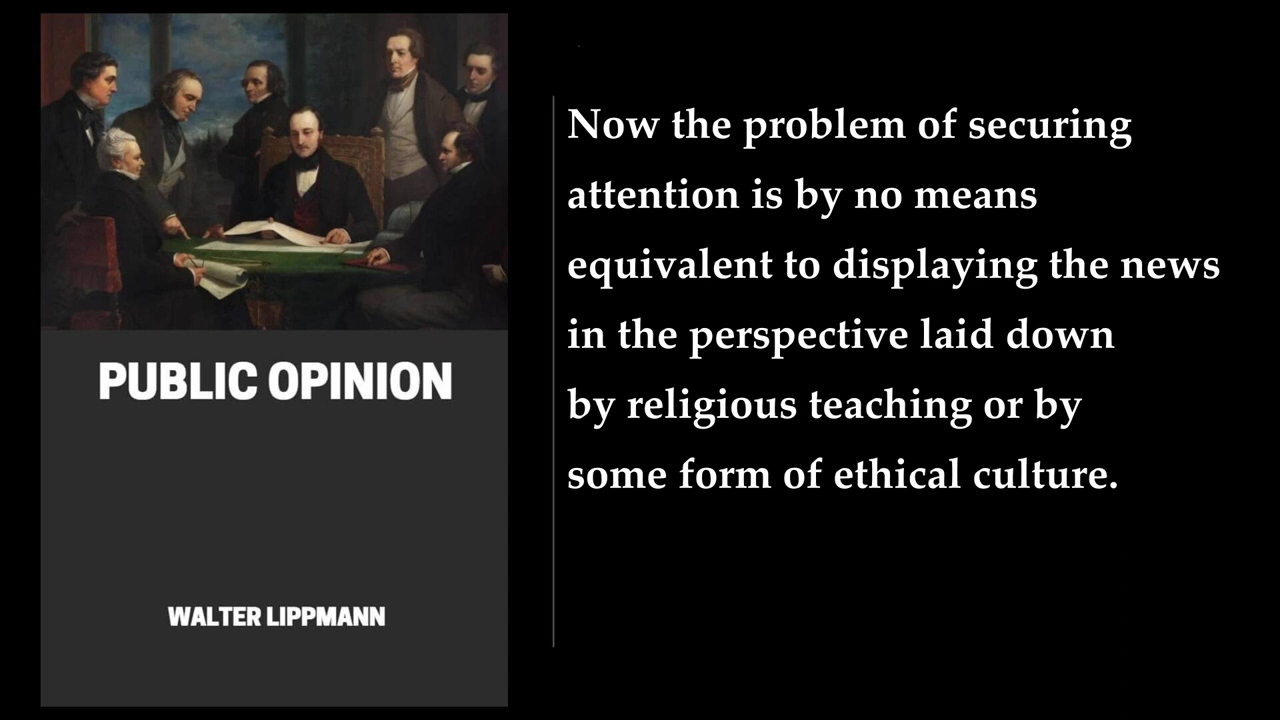 PUBLIC OPINION
WALTER LIPPMANN
Now the problem of securing
attention is by no means
equivalent to displaying the news
in the perspective laid down
by religious teaching or by
some form of ethical culture.